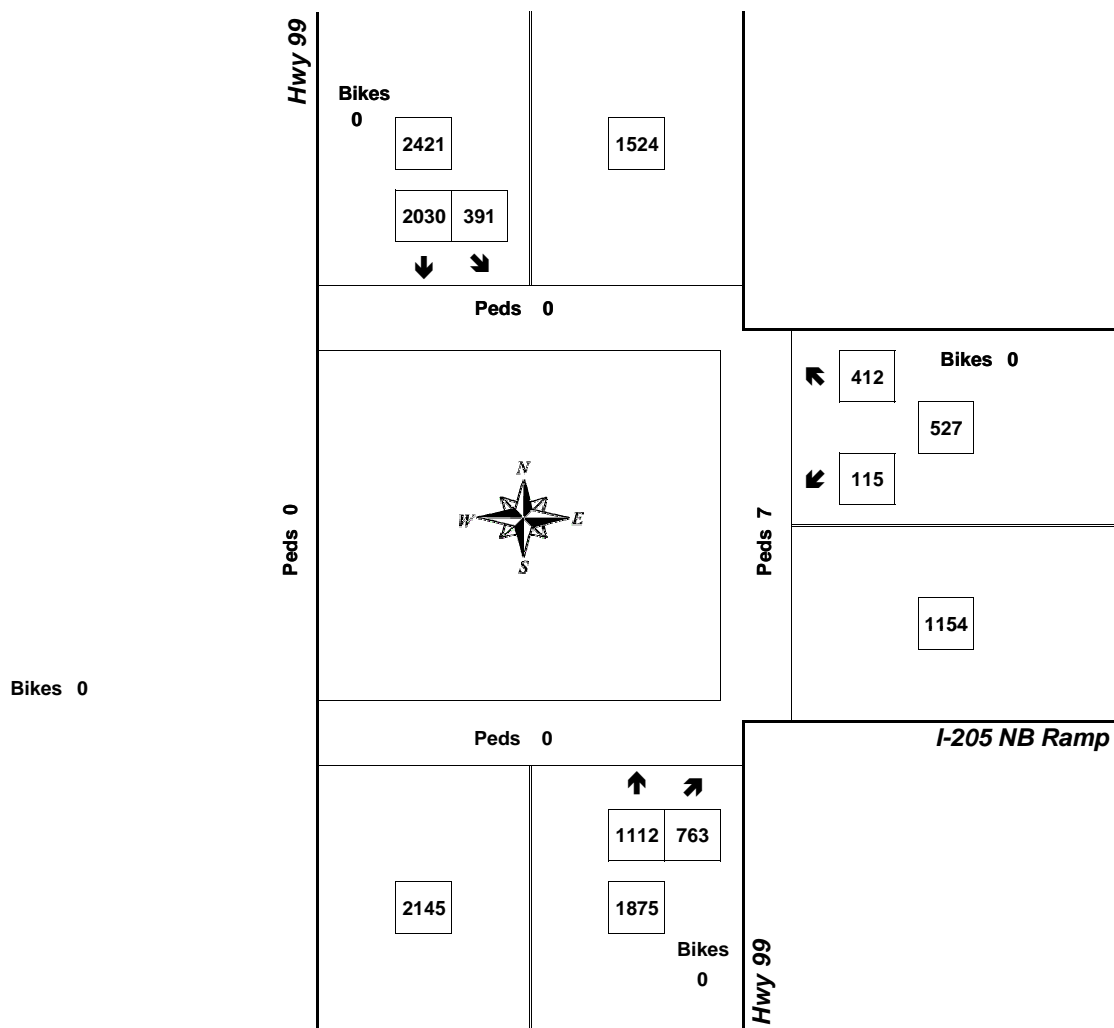 Hwy 99
Bikes
0
2421
1524
2030 391
Peds 0
412
Bikes 0
527
115
N
W E
S
Peds 0
Peds 7
1154
Bikes 0
Peds 0
I-205 NB Ramp
1112 763
2145
1875
Bikes
0
Hwy 99